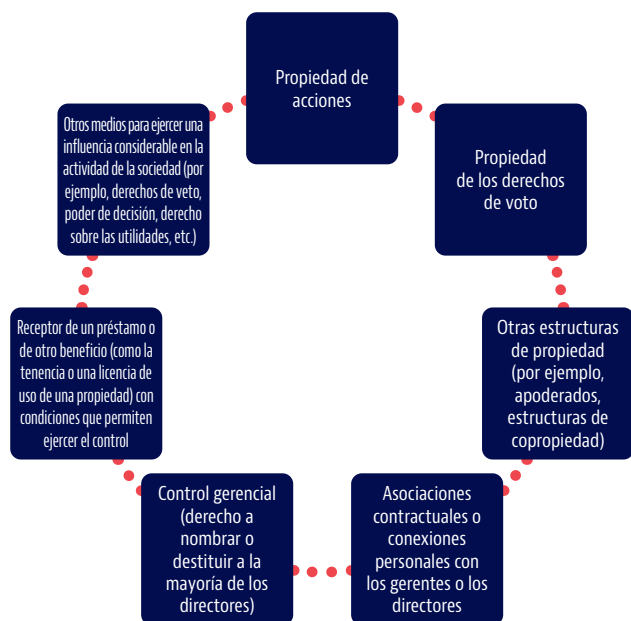 Propiedad de
acciones
Propiedad
de los derechos
de voto
Otras estructuras
de propiedad
(por ejemplo,
apoderados,
estructuras de
copropiedad)
Asociaciones
contractuales o
conexiones
personales con
los gerentes o los
directores
Control gerencial
(derecho a
nombrar o
destituir a la
mayoría de los
directores)
Receptor de un préstamo o
de otro beneficio (como la
tenencia o una licencia de
uso de una propiedad) con
condiciones que permiten
ejercer el control
Otros medios para ejercer una
influencia considerable en la
actividad de la sociedad (por
ejemplo, derechos de veto,
poder de decisión, derecho
sobre las utilidades, etc.)